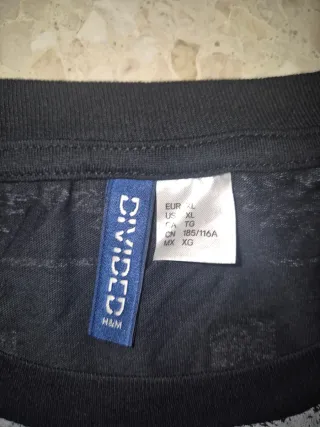 DIVIDED
H&M
EUR XL
US XL
CA TG
CN 185/116A
MX XG